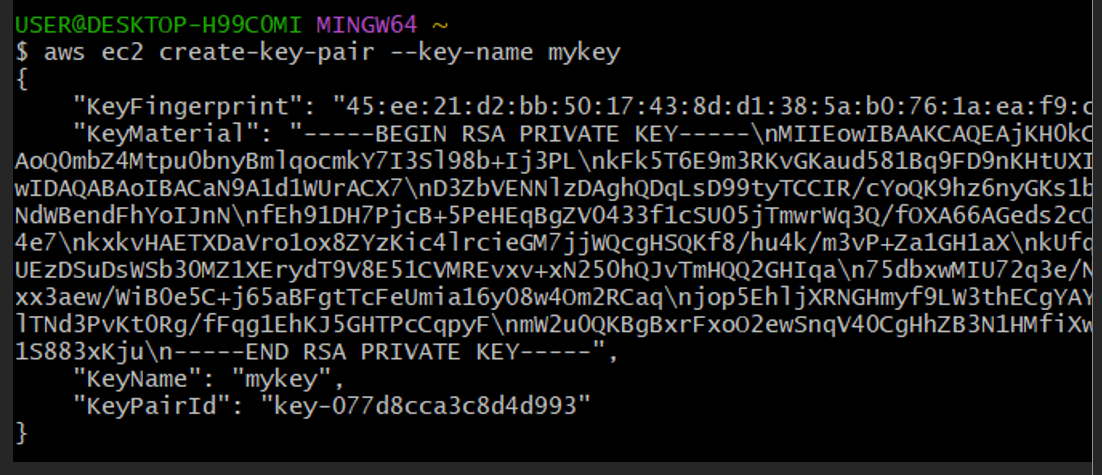 USER@DESKTOP-H99COMI MINGW64 ~
$ aws ec2 create-key-pair --key-name mykey
{
"KeyFingerprint": "45:ee:21:d2:bb:50:17:43:8d:d1:38:5a:b0:76:1a:ea:f9:c
"KeyMaterial": "-----BEGIN RSA PRIVATE KEY-----\nMIIEowIBAAKCAQEAjKH0kC
AoQ0mbZ4Mtpu0bnyBmlqocmkY7I3Sl98b+Ij3PL\nkFk5T6E9m3RKvGKaud581Bq9FD9nKHtUXI
wIDAQABAoIBACaN9A1d1WUrACX7\nD3ZbVENNlzDAghQDqLsD99tyTCCIR/cYoQK9hz6nyGKs1b
NdWBendFhYoIJnN\nfEh91DH7PjcB+5PeHEqBgZV0433f1cSU05jTmwrWq3Q/fOXA66AGeds2cO
4e7\nkxkvHAETXDaVro1ox8ZYzKic4lrcieGM7jjWQcgHSQKf8/hu4k/m3vP+Za1GH1aX\nkUfq
UEzDSuDsWSb30MZ1XErydT9V8E51CVMREvxv+xN250hQJvTmHQQ2GHIqa\n75dbxwMIU72q3e/N
xx3aew/WiB0e5C+j65aBFgtTcFeUmia16y08w4Om2RCaq\njop5EhljXRNGHmyf9LW3thECgYAY
lTNd3PvKt0Rg/fFqg1EhKJ5GHTPcCqpyF\nmW2u0QKBgBxrFxoO2ewSnqV40CgHhZB3N1HMfiXw
1S883xKju\n-----END RSA PRIVATE KEY-----",
"KeyName": "mykey",
"KeyPairId": "key-077d8cca3c8d4d993"
}